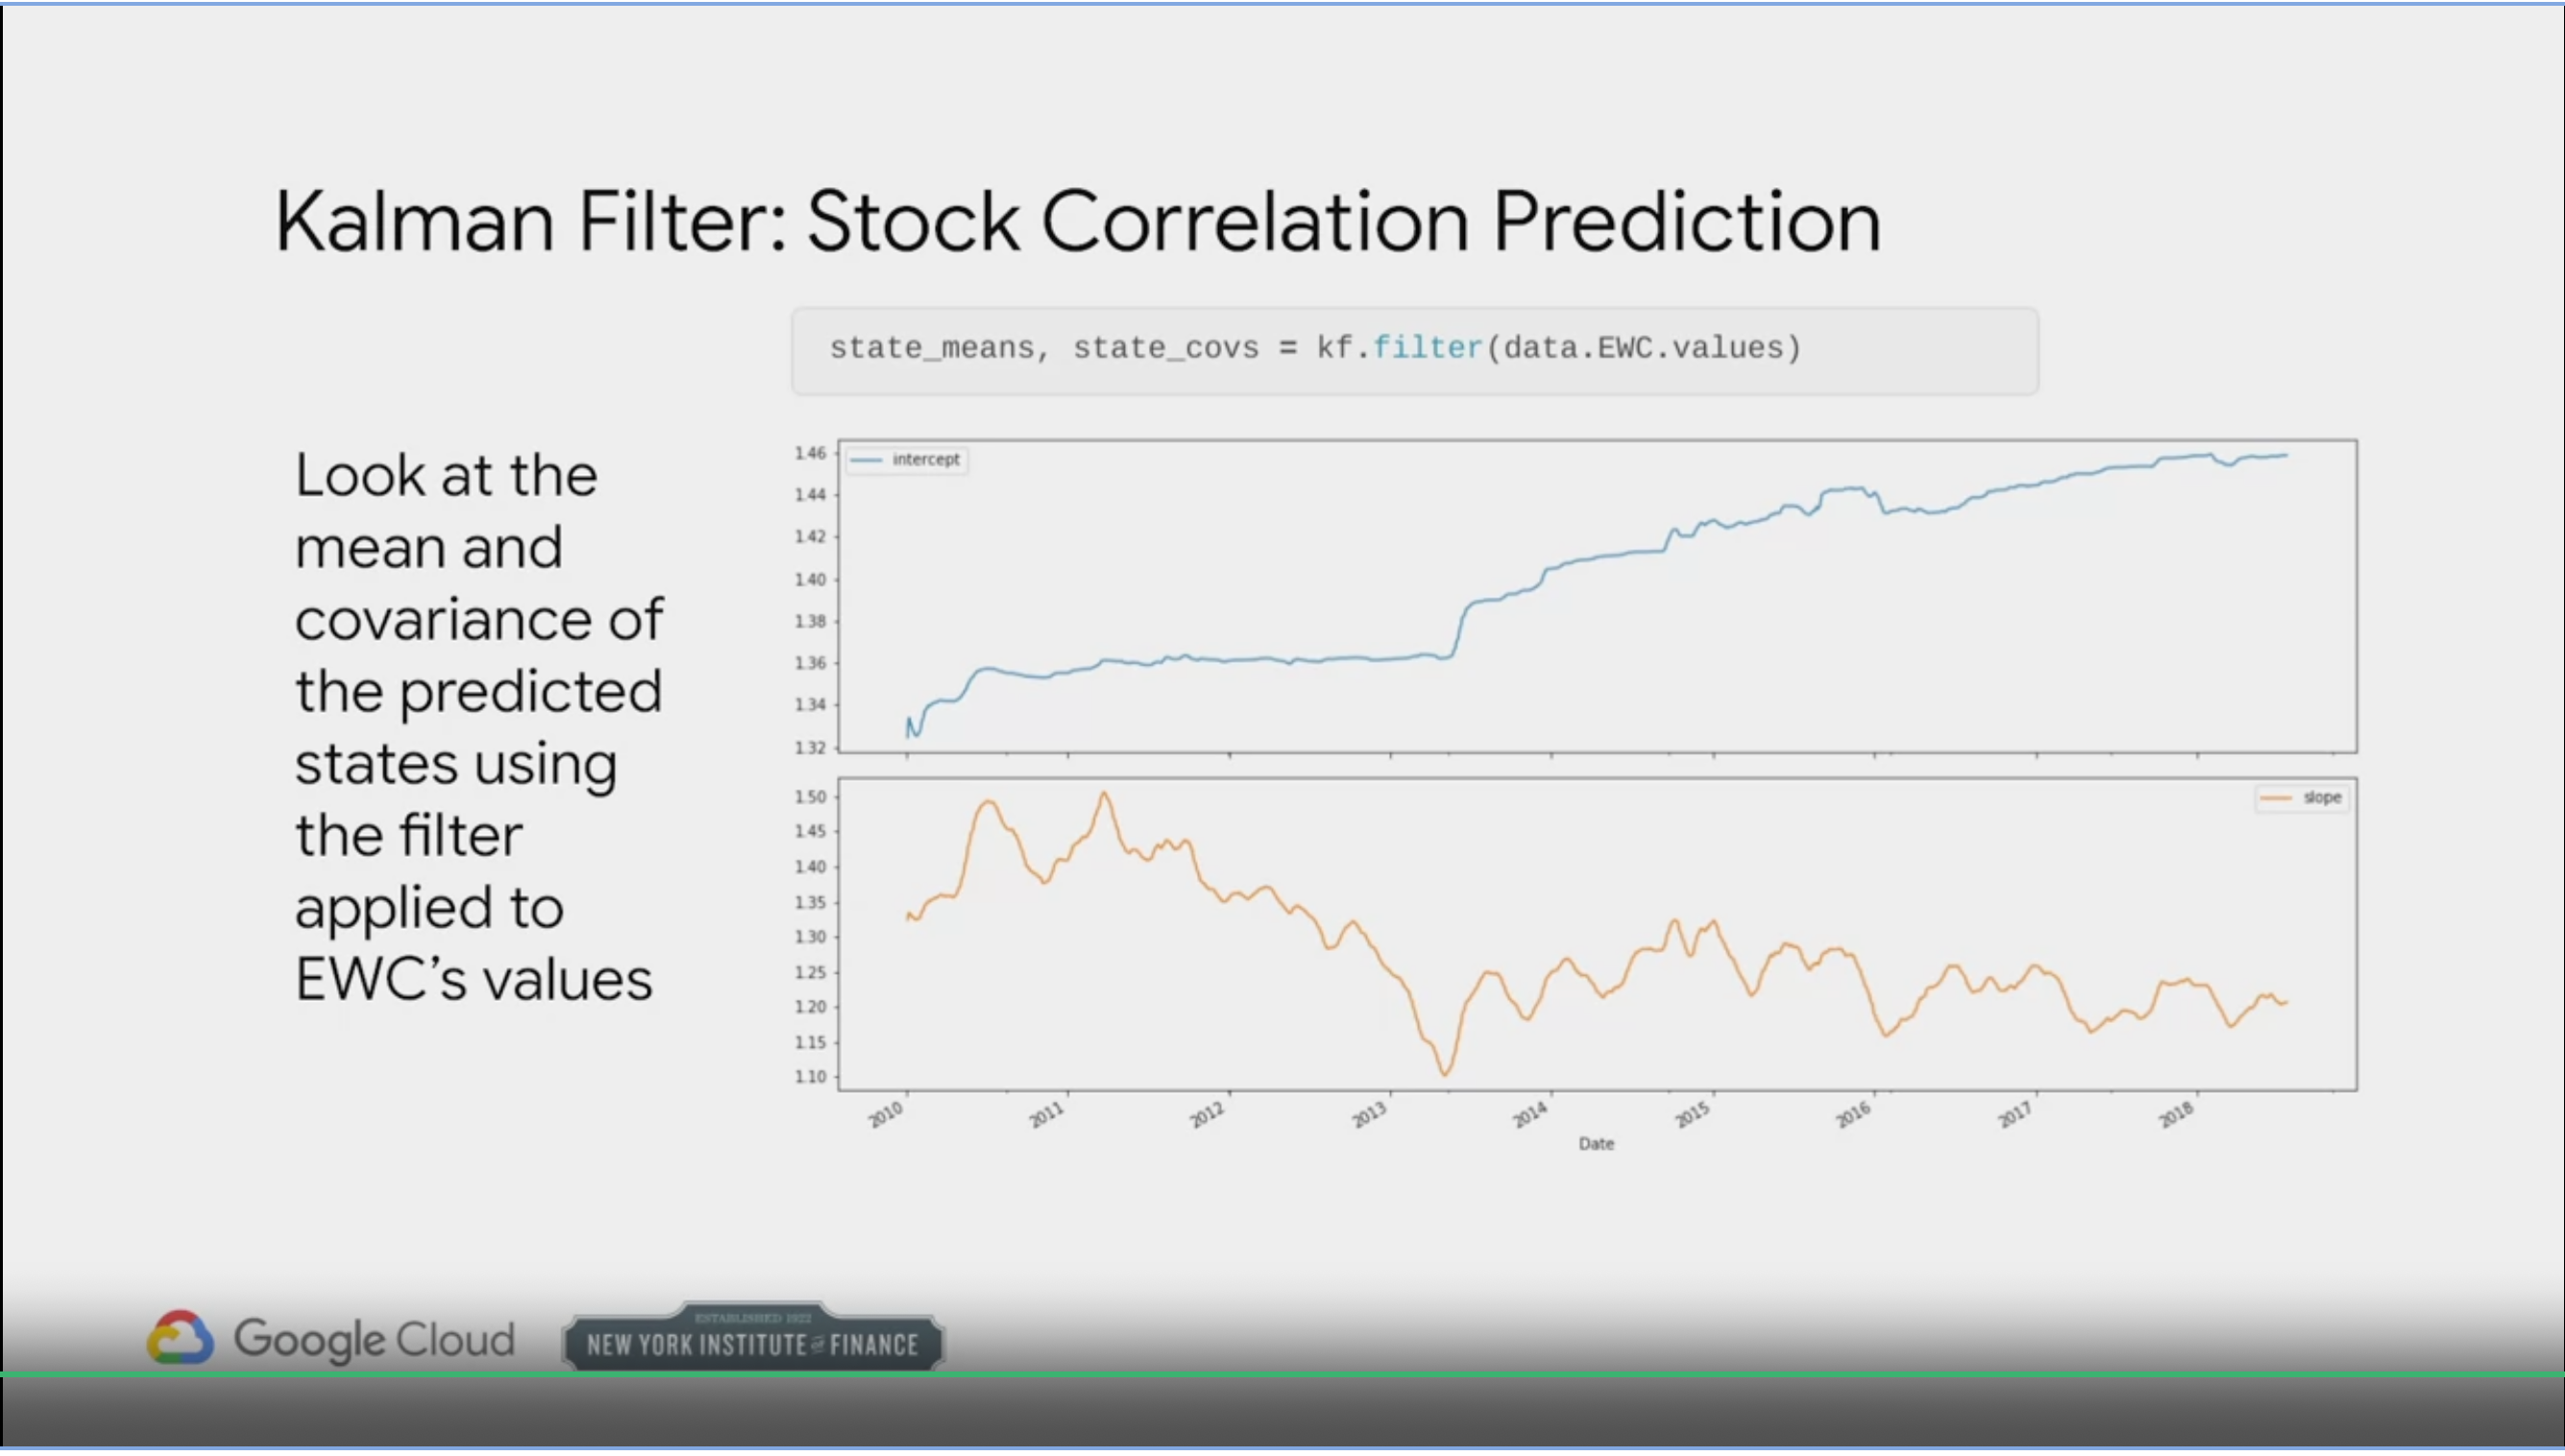 Kalman Filter: Stock Correlation Prediction
state_means, state_covs = kf.filter(data.EWC.values)
Look at the
mean and
covariance of
the predicted
states using
the filter
applied to
EWC’s values
intercept
1.46
1.44
1.42
1.40
1.38
1.36
1.34
1.32
slope
1.50
1.45
1.40
1.35
1.30
1.25
1.20
1.15
1.10
2010 2011 2012 2013 2014 2015 2016 2017 2018
Date
Google Cloud
ESTABLISHED 1922
NEW YORK INSTITUTE of FINANCE